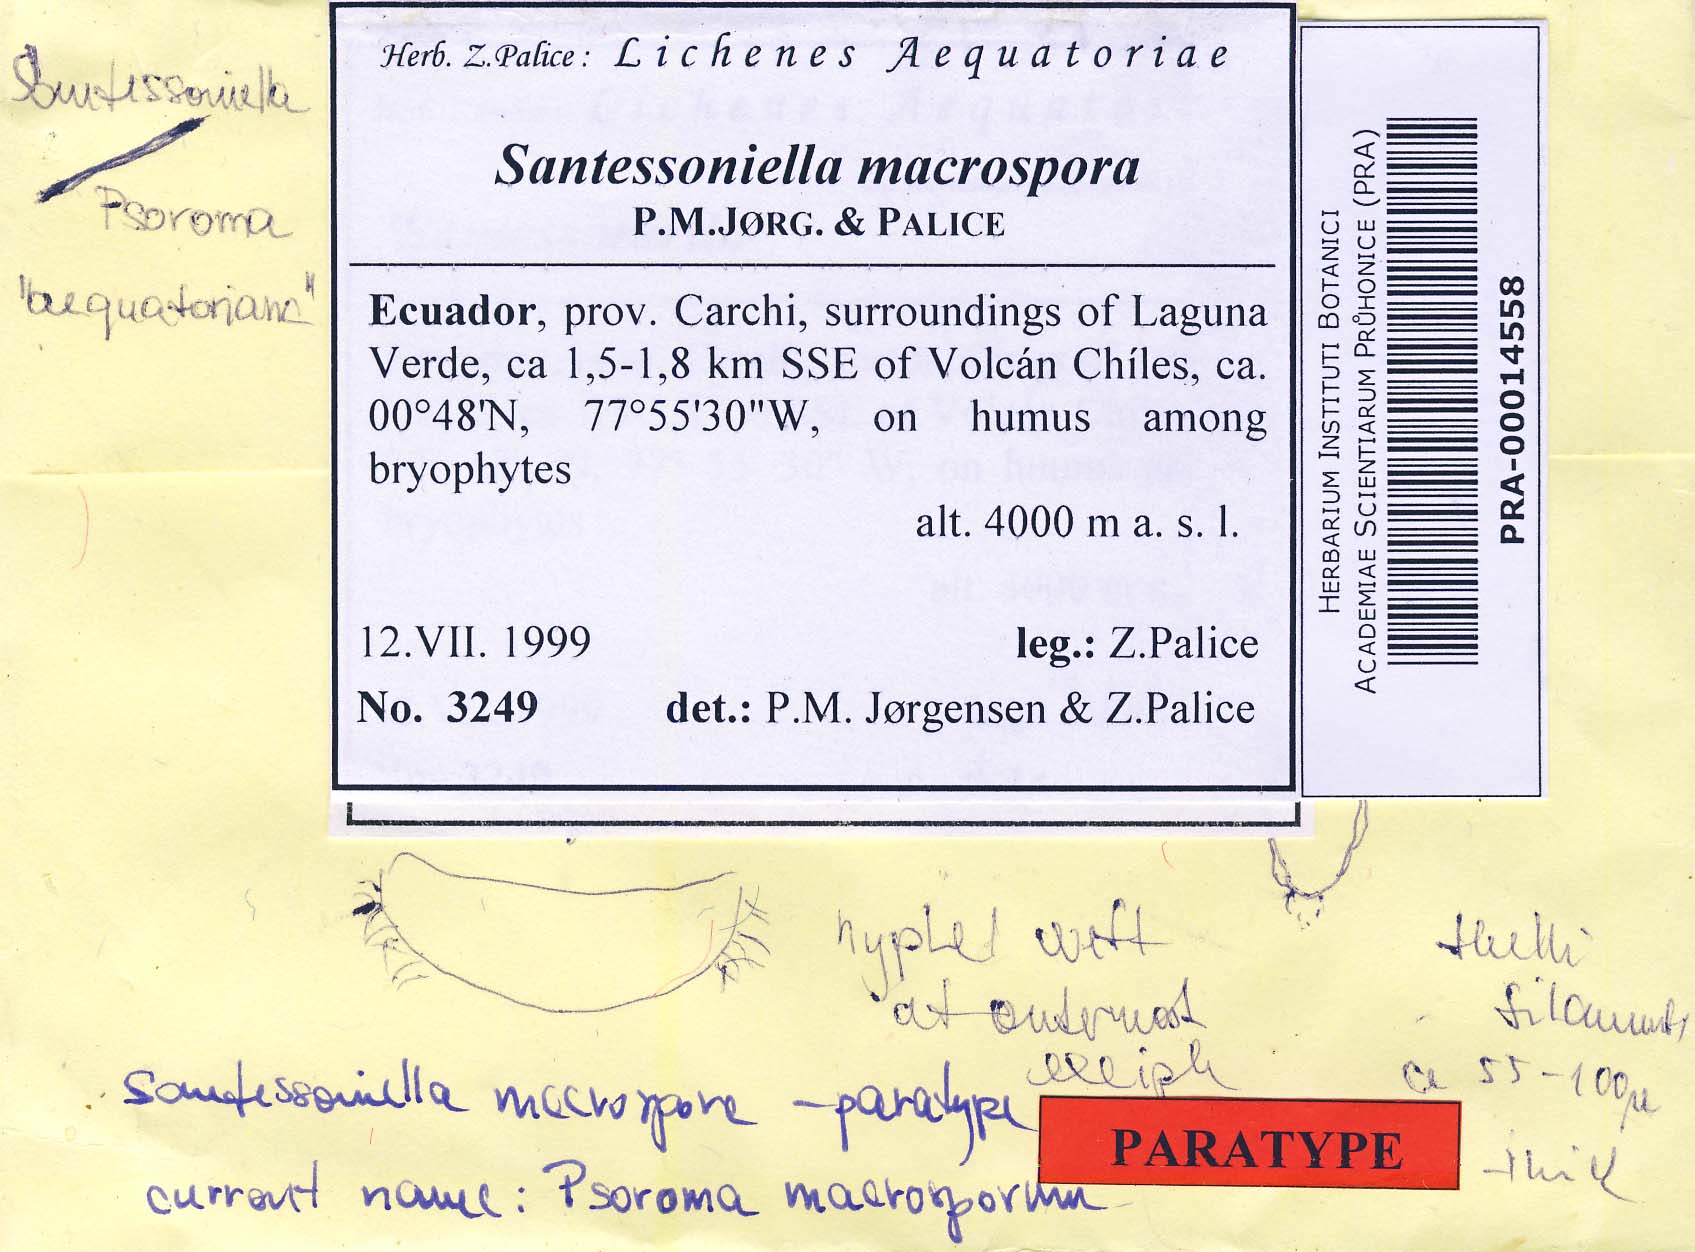 Santessoniella
Psoroma
"aequatoriana"
Herb. Z.Palice: Lichenes Aequatoriae
Santessoniella macrospora
P.M.JØRG. & PALICE
Ecuador, prov. Carchi, surroundings of Laguna
Verde, ca 1,5-1,8 km SSE of Volcán Chíles, ca.
00°48'N, 77°55'30"W, on humus among
bryophytes
alt. 4000 m a. s. l.
12.VII. 1999 leg.: Z.Palice
No. 3249 det.: P.M. Jørgensen & Z.Palice
HERBARIUM INSTITUTI BOTANICI
ACADEMIAE SCIENTIARUM PRŮHONICE (PRA)
PRA-00014558
hyphal weft
at outermost
thalli
filaments
ca 55-100µ
thick
Santessoniella macrospora - paratype
PARATYPE
current name: Psoroma macrosporum